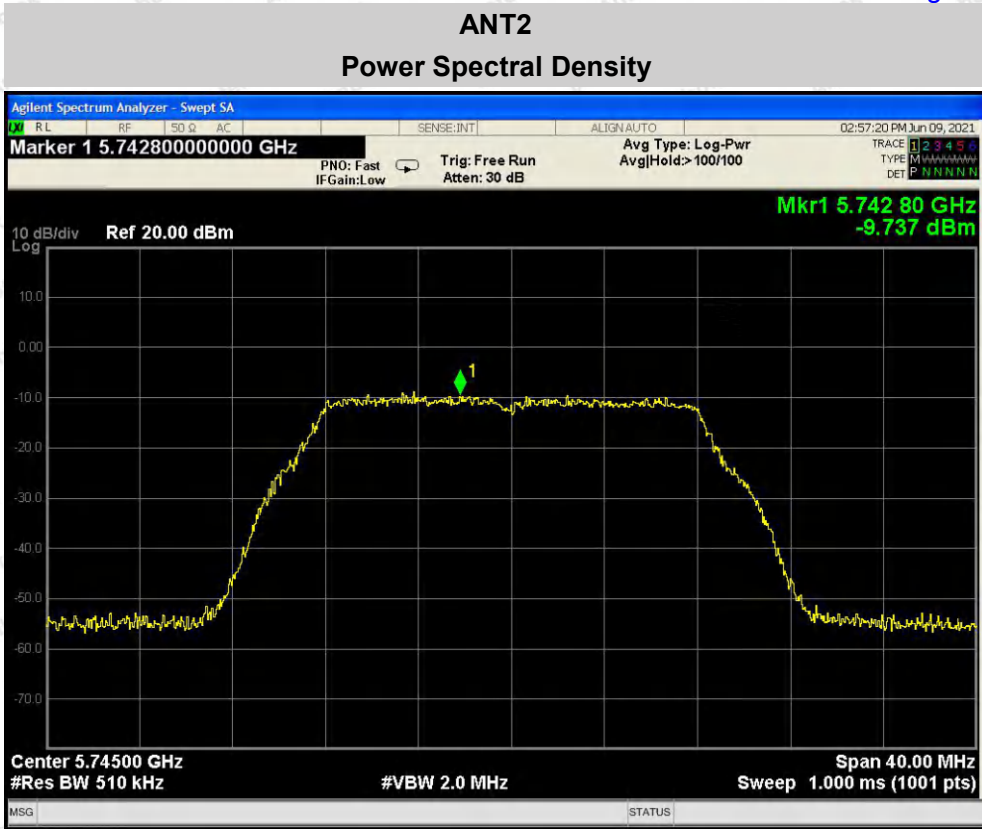 ANT2
Power Spectral Density
Agilent Spectrum Analyzer - Swept SA
LXI RL RF 50 Ω AC SENSE:INT ALIGNAUTO 02:57:20 PM Jun 09, 2021
Marker 1 5.742800000000 GHz
PNO: Fast
IFGain:Low
Trig: Free Run
Atten: 30 dB
Avg Type: Log-Pwr
Avg|Hold:>100/100
TRACE 1 2 3 4 5 6
TYPE M
DET P N N N N N
Mkr1 5.742 80 GHz
-9.737 dBm
10 dB/div Ref 20.00 dBm
Log
10.0
0.00
1
-10.0
-20.0
-30.0
-40.0
-50.0
-60.0
-70.0
Center 5.74500 GHz Span 40.00 MHz
#Res BW 510 kHz #VBW 2.0 MHz Sweep 1.000 ms (1001 pts)
MSG STATUS